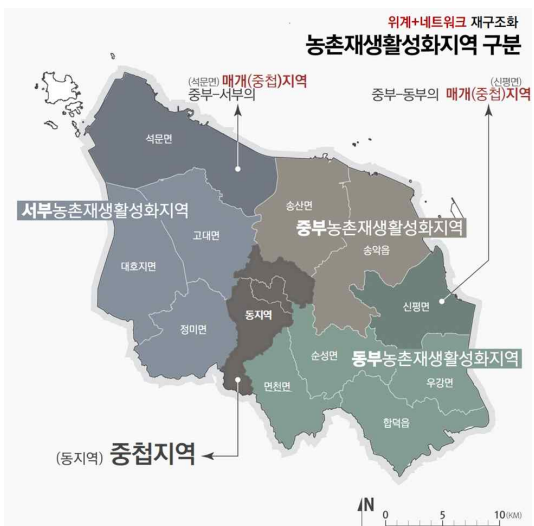 위계+네트워크 재구조화
농촌재생활성화지역 구분
(석문면) 매개(중첩)지역
중부-서부의
(신평면)
중부-동부의 매개(중첩)지역
석문면
송산면
서부농촌재생활성화지역
고대면
중부농촌재생활성화지역
송악읍
대호지면
신평면
동지역
정미면
순성면
동부농촌재생활성화지역
면천면
우강면
합덕읍
(동지역) 중첩지역
N
0 5 10 (KM)